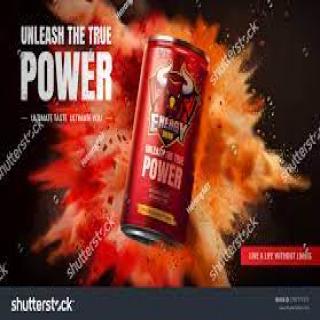 UNLEASH THE TRUE
POWER
— ULTIMATE TASTE. ULTIMATE YOU. —
ENERGY
UNLEASH THE TRUE
POWER
LIVE A LIFE WITHOUT LIMITS
shutterstock